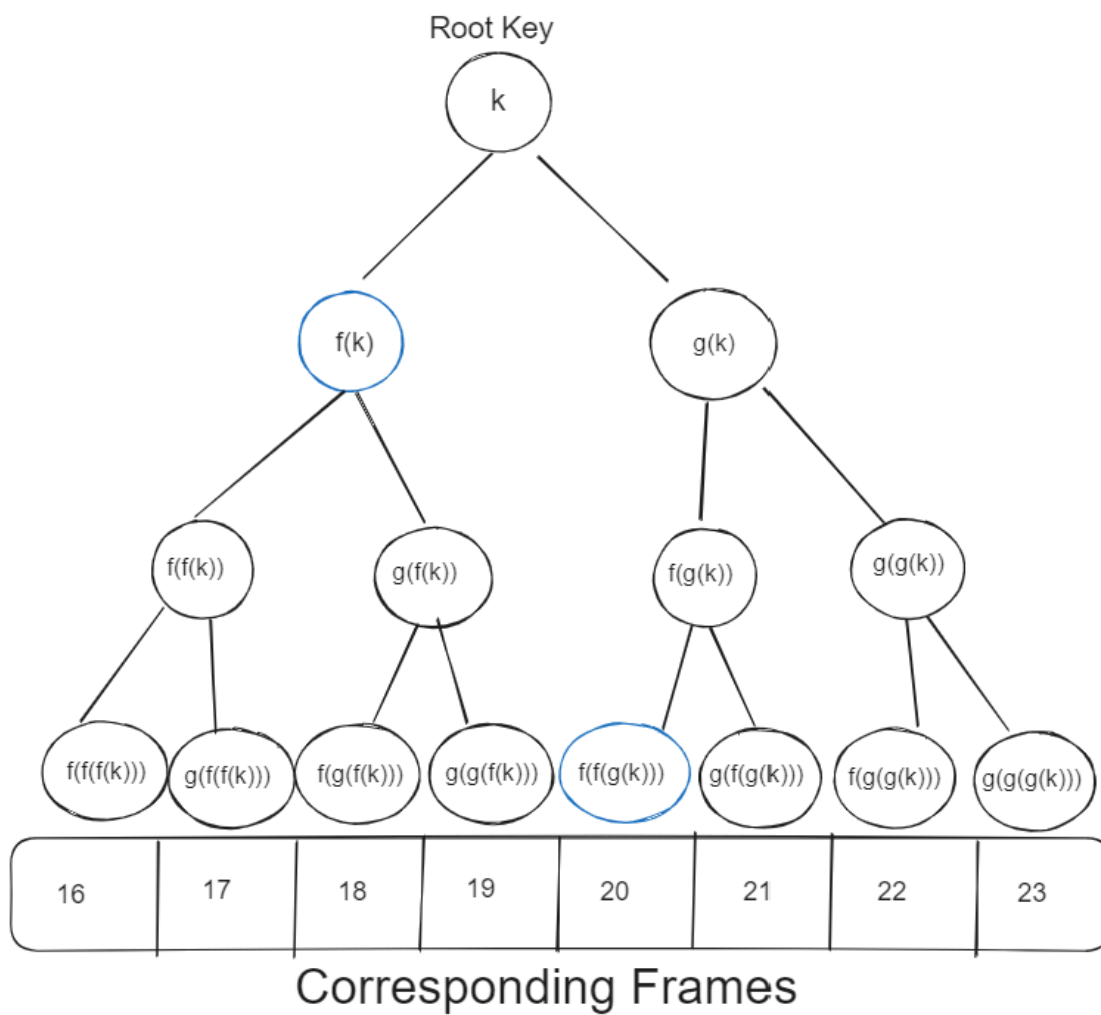 Root Key
k
f(k)
g(k)
f(f(k))
g(f(k))
f(g(k))
g(g(k))
f(f(f(k)))
g(f(f(k)))
f(g(f(k)))
g(g(f(k)))
f(f(g(k)))
g(f(g(k)))
f(g(g(k)))
g(g(g(k)))
16
17
18
19
20
21
22
23
Corresponding Frames